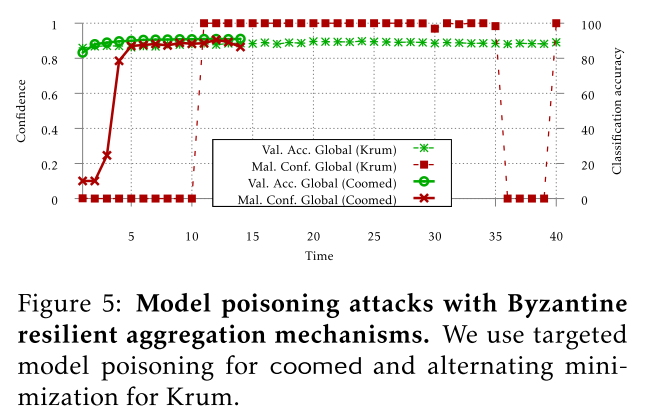 1
0.8
0.6
0.4
0.2
0
Confidence
100
80
60
40
20
0
Classification accuracy
Val. Acc. Global (Krum)
Mal. Conf. Global (Krum)
Val. Acc. Global (Coomed)
Mal. Conf. Global (Coomed)
5 10 15 20 25 30 35 40
Time
Figure 5: Model poisoning attacks with Byzantine
resilient aggregation mechanisms. We use targeted
model poisoning for coomed and alternating mini-
mization for Krum.